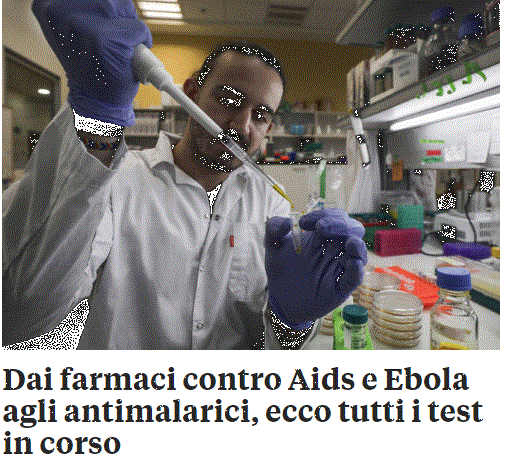 Dai farmaci contro Aids e Ebola
agli antimalarici, ecco tutti i test
in corso